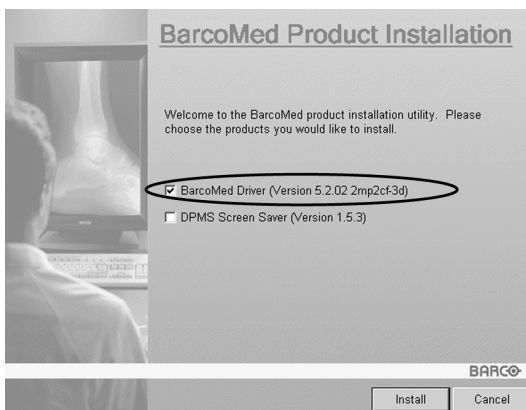 BarcoMed Product Installation
Welcome to the BarcoMed product installation utility.  Please
choose the products you would like to install.
BarcoMed Driver (Version 5.2.02 2mp2cf-3d)
DPMS Screen Saver (Version 1.5.3)
BARCO
Install
Cancel